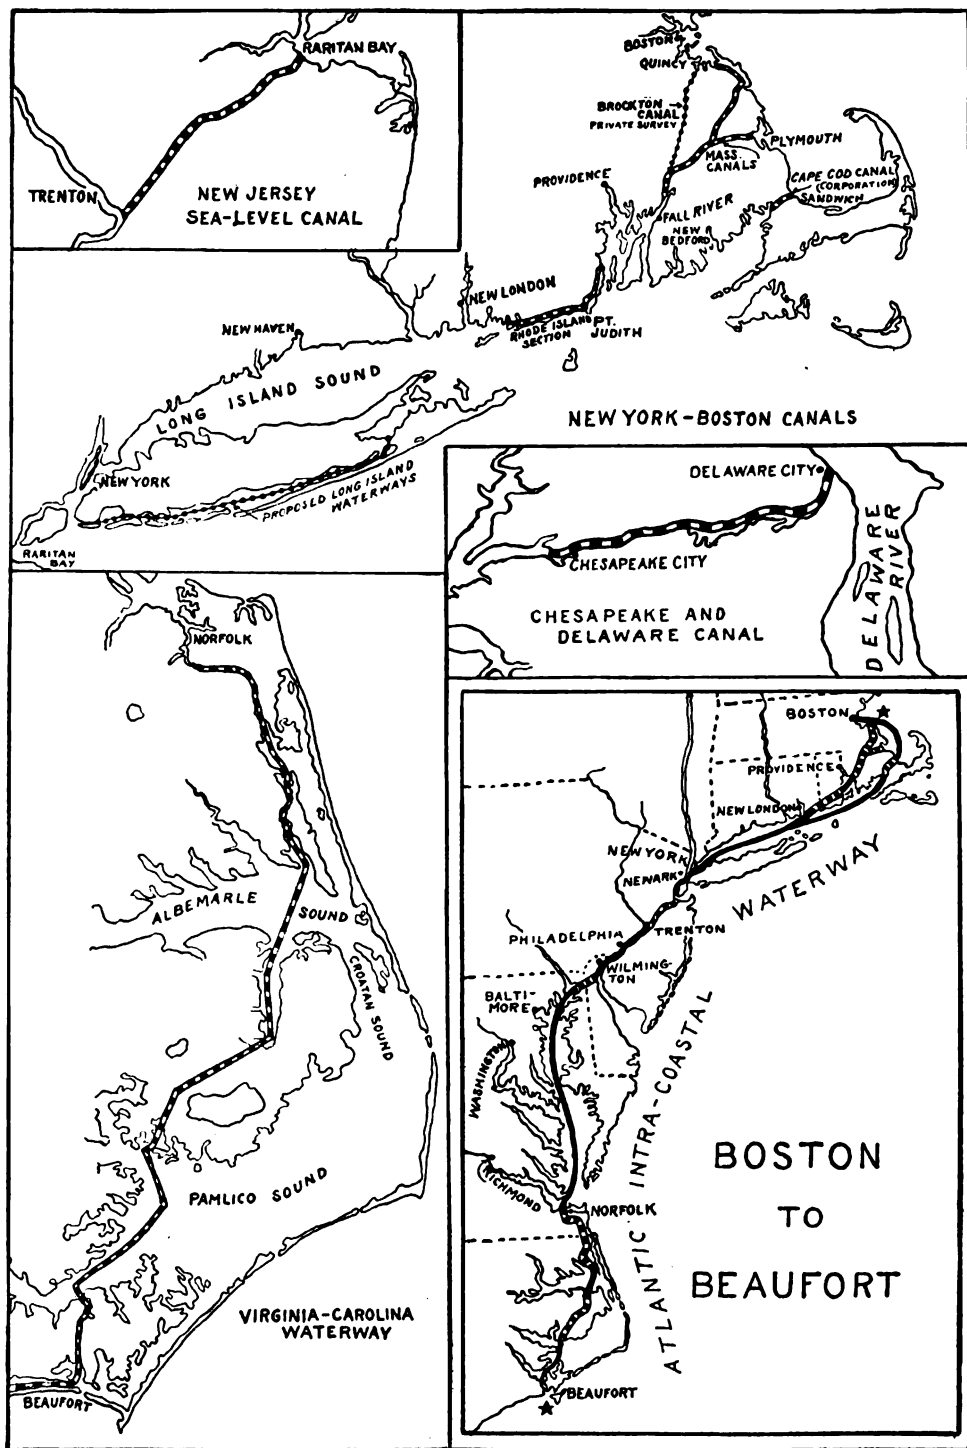 RARITAN BAY
TRENTON
NEW JERSEY
SEA-LEVEL CANAL
BOSTON
QUINCY
BROCKTON
CANAL
PRIVATE SURVEY
PLYMOUTH
MASS.
CANALS
PROVIDENCE
CAPE COD CANAL
(CORPORATION)
SANDWICH
FALL RIVER
NEW
BEDFORD
NEW LONDON
NEW HAVEN
RHODE ISLAND
SECTION
PT.
JUDITH
LONG ISLAND SOUND
NEW YORK-BOSTON CANALS
NEW YORK
PROPOSED LONG ISLAND
WATERWAYS
RARITAN
BAY
DELAWARE CITY
CHESAPEAKE CITY
CHESAPEAKE AND
DELAWARE CANAL
DELAWARE
RIVER
NORFOLK
ALBEMARLE SOUND
CROATAN SOUND
PAMLICO SOUND
VIRGINIA-CAROLINA
WATERWAY
BEAUFORT
BOSTON
PROVIDENCE
NEW LONDON
NEW YORK
NEWARK
TRENTON
PHILADELPHIA
WILMING-
TON
BALTI-
MORE
WASHINGTON
RICHMOND
NORFOLK
BEAUFORT
ATLANTIC INTRA-COASTAL WATERWAY
BOSTON
TO
BEAUFORT